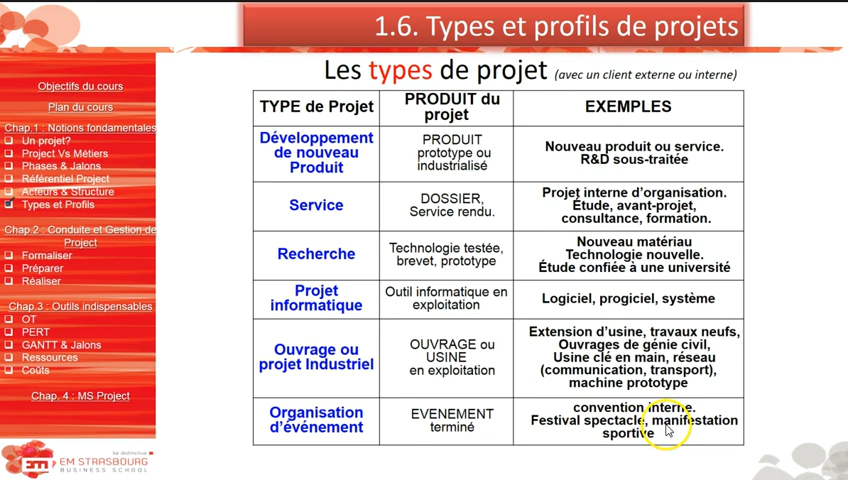 1.6. Types et profils de projets
Objectifs du cours
Plan du cours
Chap.1 : Notions fondamentales
Un projet?
Project Vs Métiers
Phases & Jalons
Référentiel Project
Acteurs & Structure
Types et Profils
Chap.2 : Conduite et Gestion de
Project
Formaliser
Préparer
Réaliser
Chap.3 : Outils indispensables
OT
PERT
GANTT & Jalons
Ressources
Coûts
Chap. 4 : MS Project
be distinctive
EM STRASBOURG
BUSINESS SCHOOL
Les types de projet (avec un client externe ou interne)
TYPE de Projet
PRODUIT du
projet
EXEMPLES
Développement
de nouveau
Produit
PRODUIT
prototype ou
industrialisé
Nouveau produit ou service.
R&D sous-traitée
Service
DOSSIER,
Service rendu.
Projet interne d'organisation.
Étude, avant-projet,
consultance, formation.
Recherche
Technologie testée,
brevet, prototype
Nouveau matériau
Technologie nouvelle.
Étude confiée à une université
Projet
informatique
Outil informatique en
exploitation
Logiciel, progiciel, système
Ouvrage ou
projet Industriel
OUVRAGE ou
USINE
en exploitation
Extension d'usine, travaux neufs,
Ouvrages de génie civil,
Usine clé en main, réseau
(communication, transport),
machine prototype
Organisation
d'événement
EVENEMENT
terminé
convention interne.
Festival spectacle, manifestation
sportive